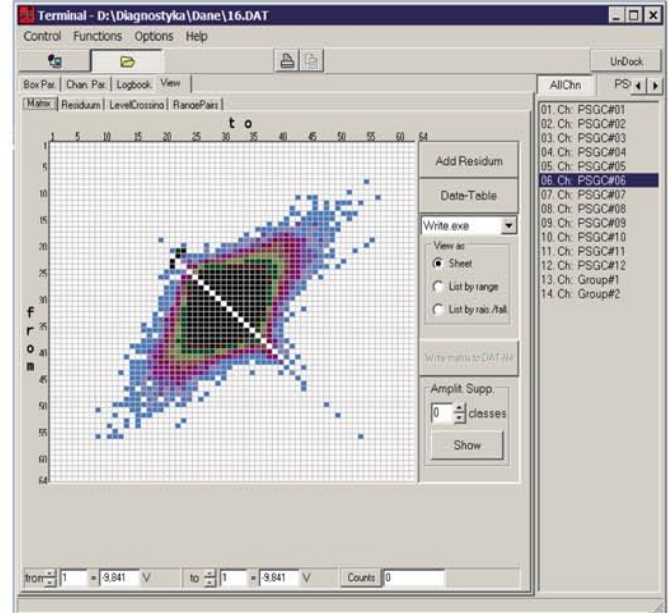 Terminal - D:\Diagnostyka\Dane\16.DAT
Control Functions Options Help
UnDock
Box Par. Chan. Par. Logbook View
AllChn PS
Matrix Residuum LevelCrossing RangePairs
to
1 5 10 15 20 25 30 35 40 45 50 55 60 64
1
5
10
15
20
25
30
35
40
45
50
55
60
64
from
Add Residum
Data-Table
Write.exe
View as
Sheet
List by range
List by rais./fall.
Write matrix to DAT-file
Amplit. Supp.
0 classes
Show
01. Ch: PSGC#01
02. Ch: PSGC#02
03. Ch: PSGC#03
04. Ch: PSGC#04
05. Ch: PSGC#05
06. Ch: PSGC#06
07. Ch: PSGC#07
08. Ch: PSGC#08
09. Ch: PSGC#09
10. Ch: PSGC#10
11. Ch: PSGC#11
12. Ch: PSGC#12
13. Ch: Group#1
14. Ch: Group#2
from 1 = -9,841 V to 1 = -9,841 V Counts 0